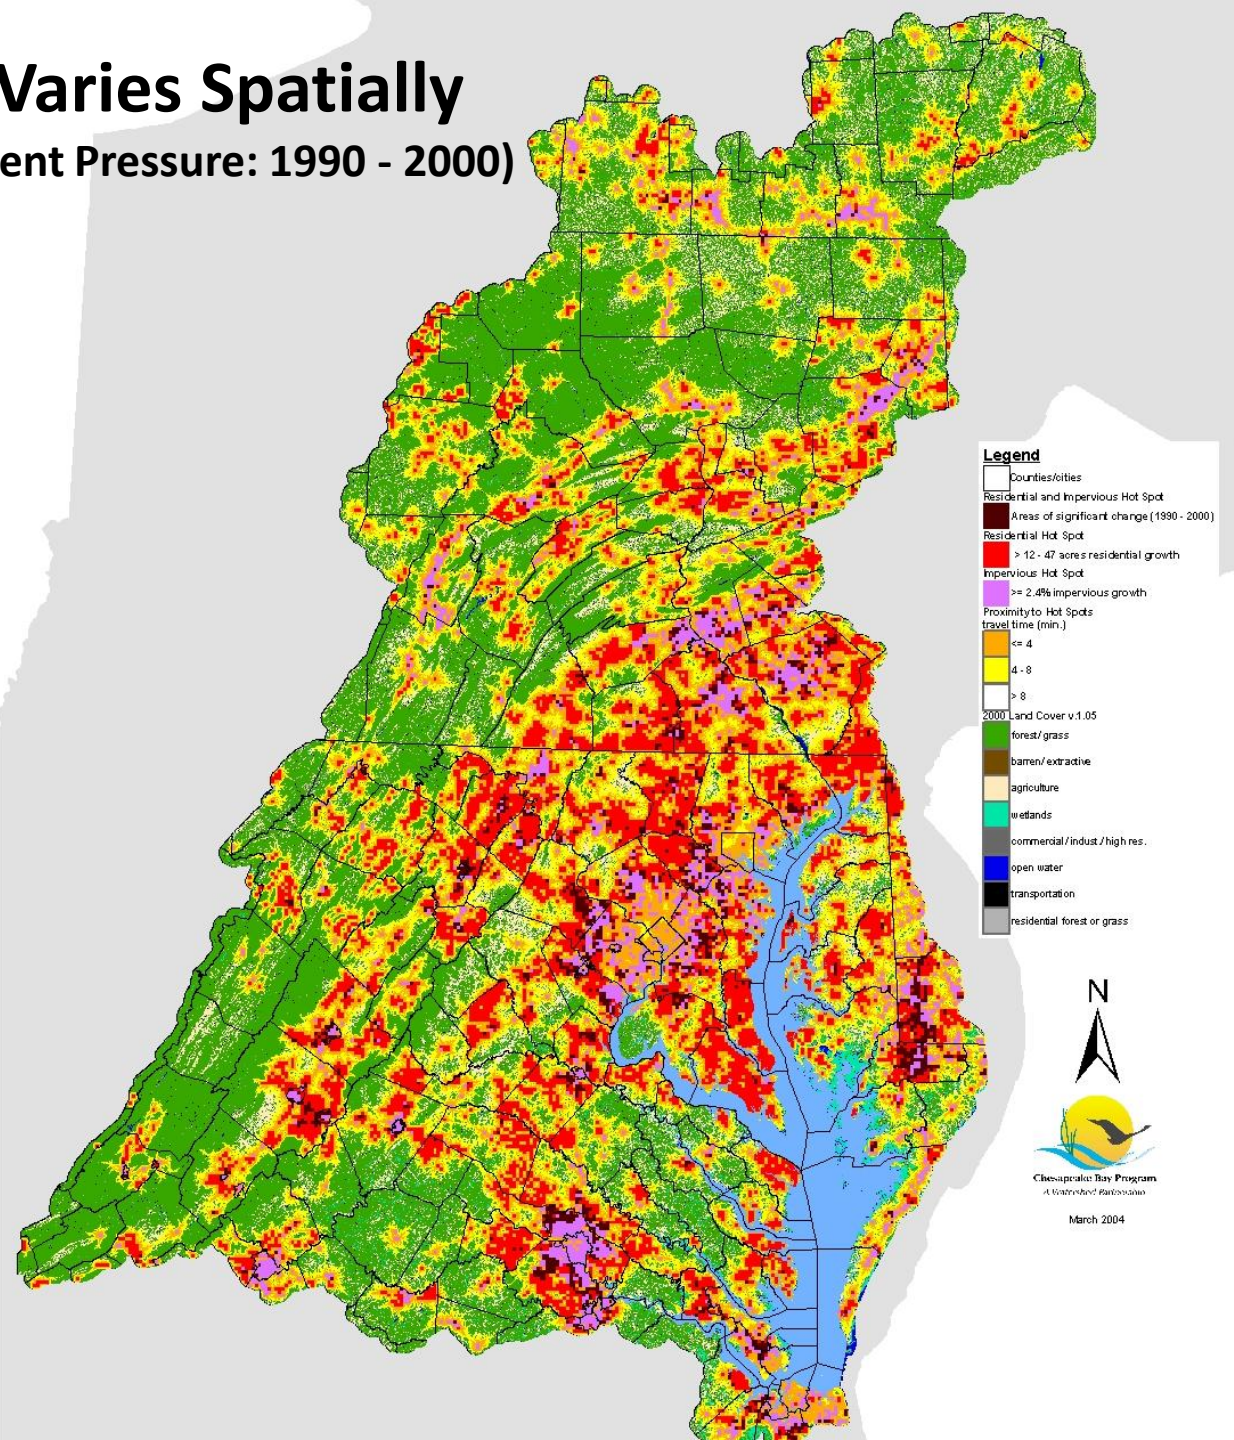 Varies Spatially
ent Pressure: 1990 - 2000)
Legend
Counties/cities
Residential and Impervious Hot Spot
Areas of significant change (1990 - 2000)
Residential Hot Spot
> 12 - 47 acres residential growth
Impervious Hot Spot
>= 2.4% impervious growth
Proximity to Hot Spots
travel time (min.)
<= 4
4 - 8
> 8
2000 Land Cover v.1.05
forest/grass
barren/extractive
agriculture
wetlands
commercial/indust./high res.
open water
transportation
residential forest or grass
N
Chesapeake Bay Program
A Watershed Partnership
March 2004